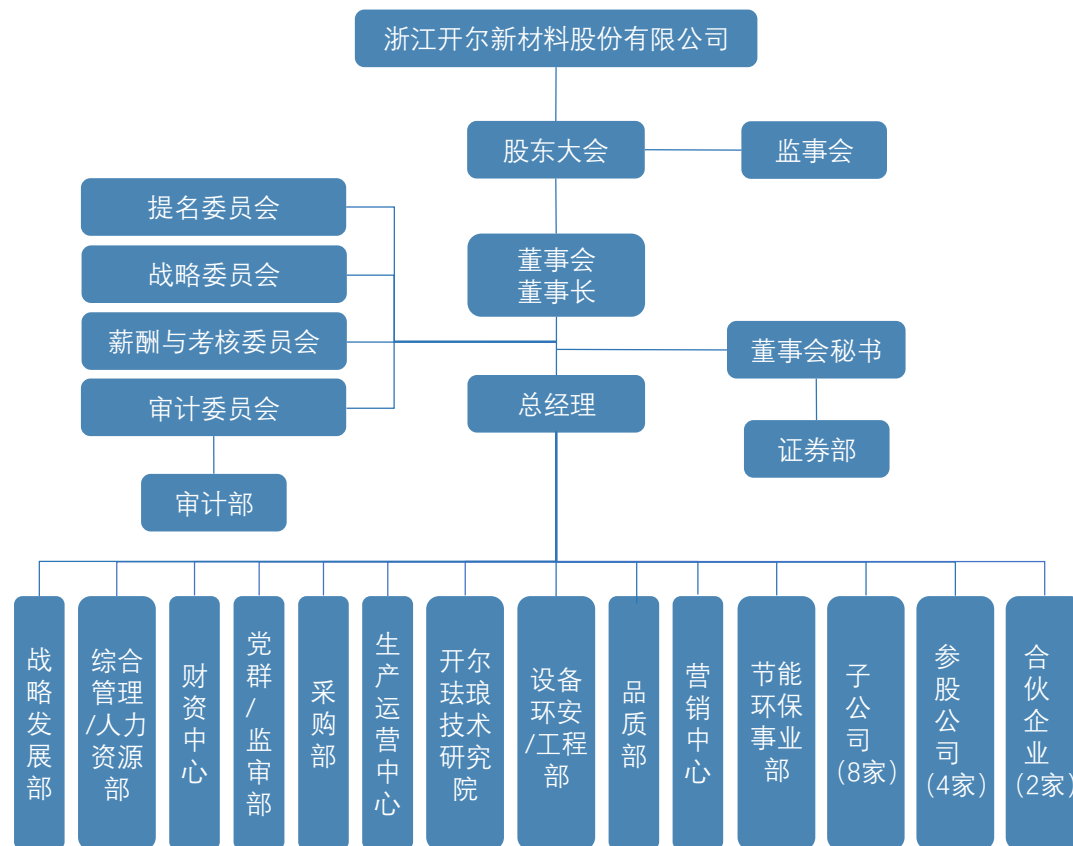 浙江开尔新材料股份有限公司
股东大会
监事会
提名委员会
战略委员会
薪酬与考核委员会
审计委员会
审计部
董事会
董事长
董事会秘书
总经理
证券部
战略发展部
综合
管理
/人力
资源
部
财资中心
党群/监审部
采购部
生产运营中心
开尔
珐琅
技术
研究
院
设备
环安
/工程
部
品质部
营销中心
节能
环保
事业
部
子公司
(8家)
参股公司
(4家)
合伙企业
(2家)